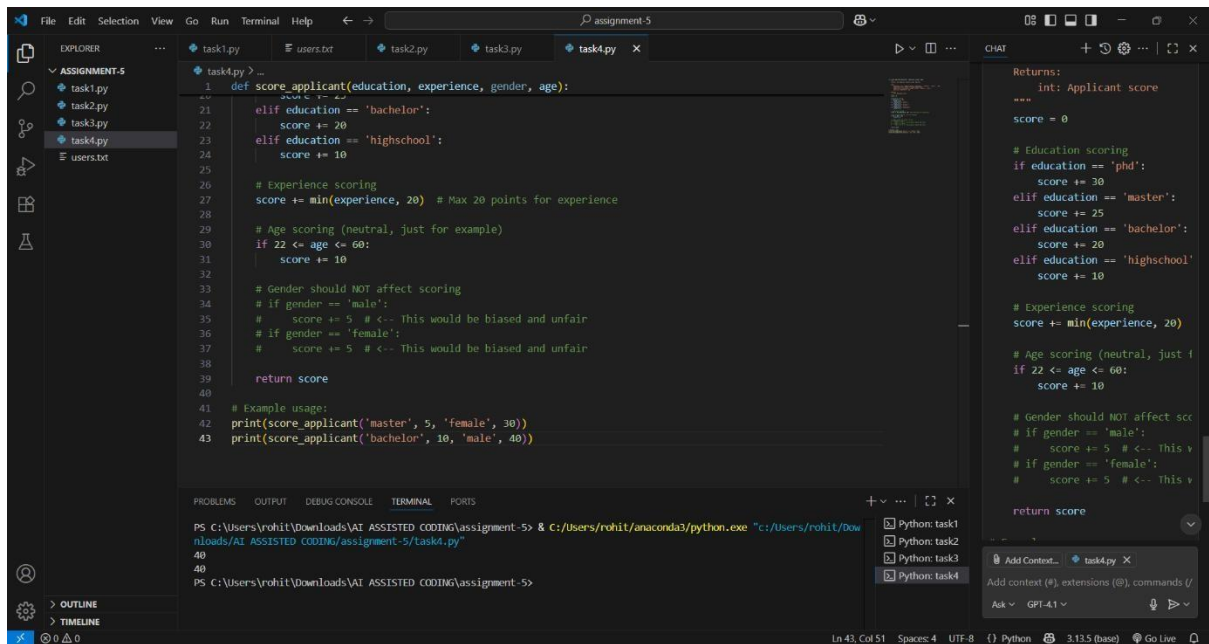 File Edit Selection View Go Run Terminal Help
assignment-5
EXPLORER
ASSIGNMENT-5
task1.py
task2.py
task3.py
task4.py
users.txt
OUTLINE
TIMELINE
task1.py users.txt task2.py task3.py task4.py
task4.py > ...
1 def score_applicant(education, experience, gender, age):
21 elif education == 'bachelor':
22 score += 20
23 elif education == 'highschool':
24 score += 10
25
26 # Experience scoring
27 score += min(experience, 20) # Max 20 points for experience
28
29 # Age scoring (neutral, just for example)
30 if 22 <= age <= 60:
31 score += 10
32
33 # Gender should NOT affect scoring
34 # if gender == 'male':
35 # score += 5 # <-- This would be biased and unfair
36 # if gender == 'female':
37 # score += 5 # <-- This would be biased and unfair
38
39 return score
40
41 # Example usage:
42 print(score_applicant('master', 5, 'female', 30))
43 print(score_applicant('bachelor', 10, 'male', 40))
PROBLEMS OUTPUT DEBUG CONSOLE TERMINAL PORTS
PS C:\Users\rohit\Downloads\AI ASSISTED CODING\assignment-5> & C:/Users/rohit/anaconda3/python.exe "c:/Users/rohit/Dow
nloads/AI ASSISTED CODING/assignment-5/task4.py"
40
40
PS C:\Users\rohit\Downloads\AI ASSISTED CODING\assignment-5>
Python: task1
Python: task2
Python: task3
Python: task4
CHAT
Returns:
int: Applicant score
"""
score = 0
# Education scoring
if education == 'phd':
score += 30
elif education == 'master':
score += 25
elif education == 'bachelor':
score += 20
elif education == 'highschool'
score += 10
# Experience scoring
score += min(experience, 20)
# Age scoring (neutral, just f
if 22 <= age <= 60:
score += 10
# Gender should NOT affect sco
# if gender == 'male':
# score += 5 # <-- This w
# if gender == 'female':
# score += 5 # <-- This w
return score
Add Context... task4.py
Add context (#), extensions (@), commands (/
Ask GPT-4.1
0 0 Ln 43, Col 51 Spaces: 4 UTF-8 {} Python 3.13.5 (base) Go Live